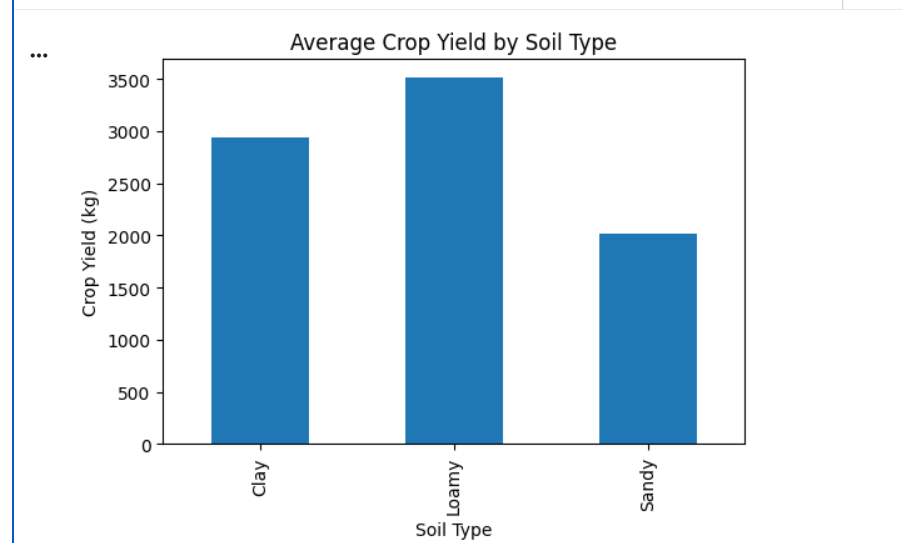 ...
Average Crop Yield by Soil Type
Crop Yield (kg)
3500
3000
2500
2000
1500
1000
500
0
Clay
Loamy
Sandy
Soil Type